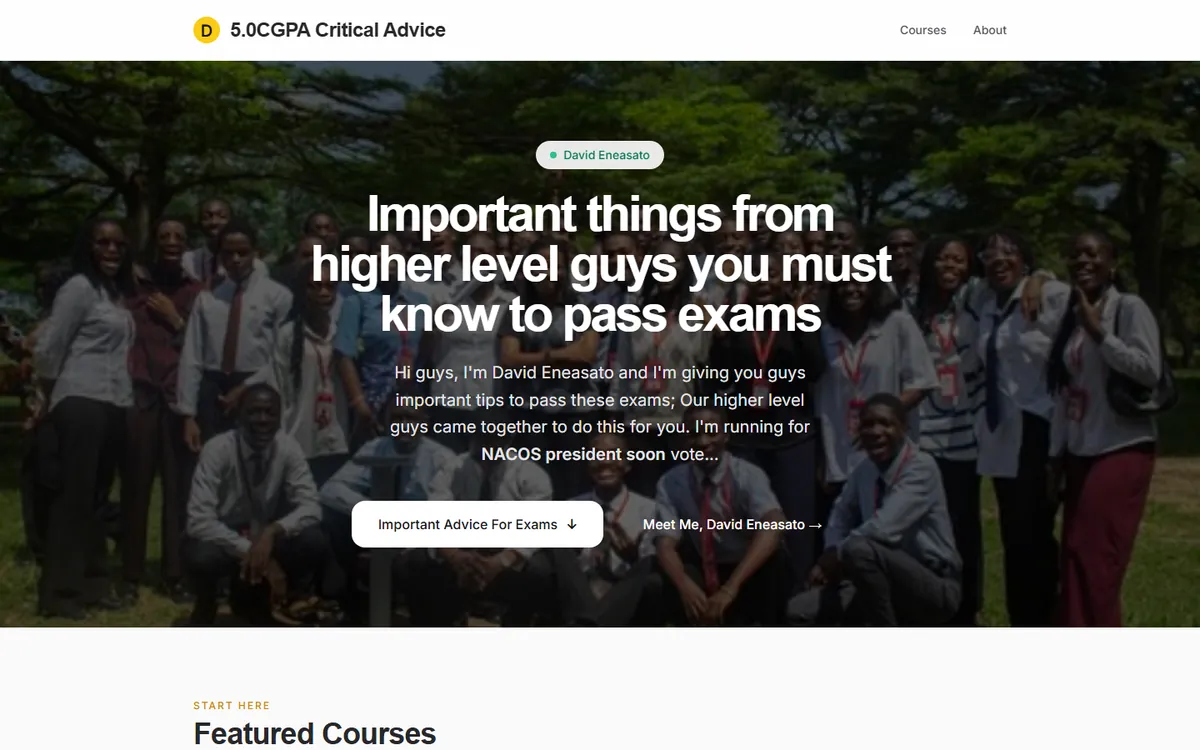 D 5.0CGPA Critical Advice
Courses About
David Eneasato
Important things from
higher level guys you must
know to pass exams
Hi guys, I'm David Eneasato and I'm giving you guys
important tips to pass these exams; Our higher level
guys came together to do this for you. I'm running for
NACOS president soon vote...
Important Advice For Exams ↓
Meet Me, David Eneasato →
START HERE
Featured Courses